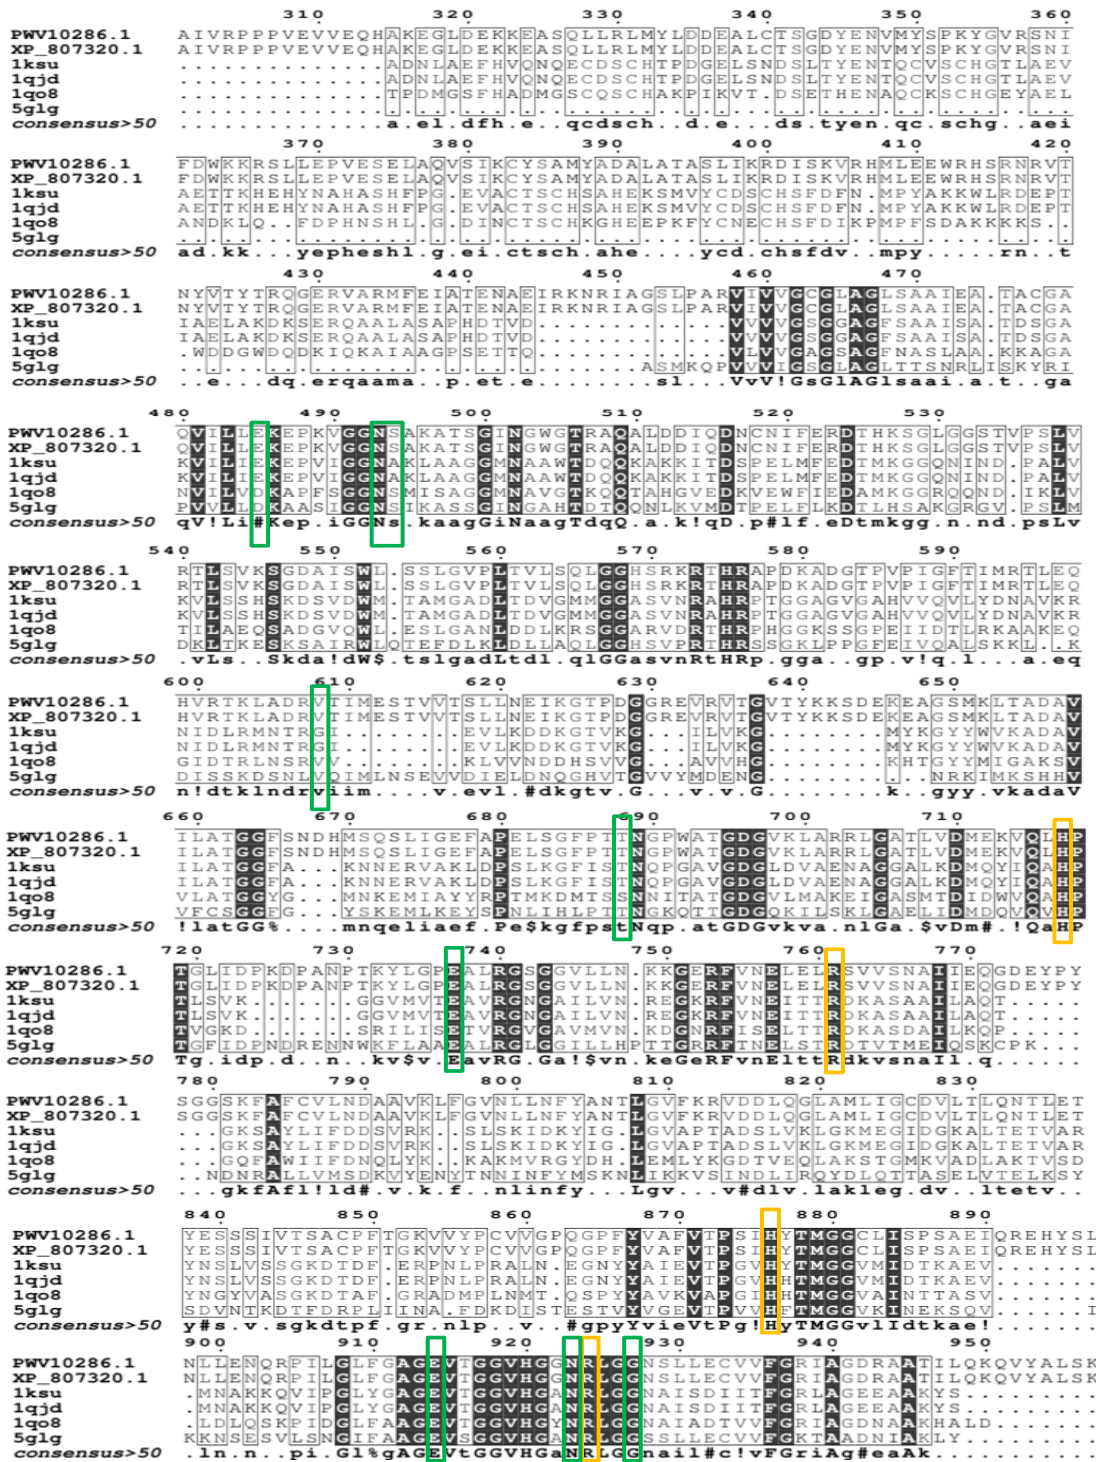 310 320 330 340 350 360
PWV10286.1 AIVRPPPVEVVEQHAKEGLDEKKEASQLLRLMYLDDEALCTSGDYENVMYSPKYGVRSNI
XP_807320.1 AIVRPPPVEVVEQHAKEGLDEKKEASQLLRLMYLDDEALCTSGDYENVMYSPKYGVRSNI
1ksu ..............ADNLAEFHVQNQECDSCHTPDGELSNDSLTYENTQCVSCHGTLAEV
1qjd ..............ADNLAEFHVQNQECDSCHTPDGELSNDSLTYENTQCVSCHGTLAEV
1qo8 ..............TPDMGSFHADMGSCQSCHAKPIKVT.DSETHENAQCKSCHGEYAEL
5glg ............................................................
consensus>50 ..............a.el.dfh.e..qcdsch..d.e..ds.tyen.qc.schg..aei
370 380 390 400 410 420
PWV10286.1 FDWKKRSLLEPVESELAQVSIKCYSAMYADALATASLIKRDISKVRHMLEEWRHSRNRVT
XP_807320.1 FDWKKRSLLEPVESELAQVSIKCYSAMYADALATASLIKRDISKVRHMLEEWRHSRNRVT
1ksu AETTKHEHYNAHASHFPG.EVACTSCHSAHEKSMVYCDSCHSFDFN.MPYAKKWLRDEPT
1qjd AETTKHEHYNAHASHFPG.EVACTSCHSAHEKSMVYCDSCHSFDFN.MPYAKKWLRDEPT
1qo8 ANDKLQ..FDPHNSHL.G.DINCTSCHKGHEEPKFYCNECHSFDIKPMPFSDAKKKKS..
5glg ............................................................
consensus>50 ad.kk...yepheshl.g.ei.ctsch.ahe....ycd.chsfdv..mpy....rn..t
430 440 450 460 470
PWV10286.1 NYVTYTRQGERVARMFEIATENAEIRKNRIAGSLPARVIVVGCGLAGLSAAIEA.TACGA
XP_807320.1 NYVTYTRQGERVARMFEIATENAEIRKNRIAGSLPARVIVVGCGLAGLSAAIEA.TACGA
1ksu IAELAKDKSERQAALASAPHDTVD.............VVVVGSGGAGFSAAISA.TDSGA
1qjd IAELAKDKSERQAALASAPHDTVD.............VVVVGSGGAGFSAAISA.TDSGA
1qo8 .WDDGWDQDKIQKAIAAGPSETTQ.............VLVVGAGSAGFNASLAA.KKAGA
5glg ...............................ASMKQPVVVIGSGLAGLTTSNRLISKYRI
consensus>50 ..e....dq.erqaama..p.et.e........sl..VvV!GsGlAGlsaai.a.t..ga
480 490 500 510 520 530
PWV10286.1 QVILLEKEPKVGGNSAKATSGINGWGTRAQALDDIQDNCNIFERDTHKSGLGGSTVPSLV
XP_807320.1 QVILLEKEPKVGGNSAKATSGINGWGTRAQALDDIQDNCNIFERDTHKSGLGGSTVPSLV
1ksu KVILIEKEPVIGGNAKLAAGGMNAAWTDQQKAKKITDSPELMFEDTMKGGQNIND.PALV
1qjd KVILIEKEPVIGGNAKLAAGGMNAAWTDQQKAKKITDSPELMFEDTMKGGQNIND.PALV
1qo8 NVILVDKAPFSGGNSMISAGGMNAVGTKQQTAHGVEDKVEWFIEDAMKGGRQQND.IKLV
5glg PVVLLDKAASIGGNSIKASSGINGAHTDTQQNLKVMDTPELFLKDTLHSAKGRGV.PSLM
consensus>50 qV!Li#Kep.iGGNs.kaagGiNaagTdqQ.a.k!qD.p#lf.eDtmkgg.n.nd.psLv
540 550 560 570 580 590
PWV10286.1 RTLSVKSGDAISWL.SSLGVPLTVLSQLGGHSRKRTHRAPDKADGTPVPIGFTIMRTLEQ
XP_807320.1 RTLSVKSGDAISWL.SSLGVPLTVLSQLGGHSRKRTHRAPDKADGTPVPIGFTIMRTLEQ
1ksu KVLSSHSKDSVDWM.TAMGADLTDVGMMGGASVNRAHRPTGGAGVGAHVVQVLYDNAVKR
1qjd KVLSSHSKDSVDWM.TAMGADLTDVGMMGGASVNRAHRPTGGAGVGAHVVQVLYDNAVKR
1qo8 TILAEQSADGVQWL.ESLGANLDDLKRSGGARVDRTHRPHGGKSSGPEIIDTLRKAAKEQ
5glg DKLTKESKSAIRWLQTEFDLKLDLLAQLGGHSVPRTHRSSGKLPPGFEIVQALSKKL..K
consensus>50 .vLs...Skda!dW$.tslgadLtdl.qlGGasvnRtHRp.gga..gp.v!q.l...a.eq
600 610 620 630 640 650
PWV10286.1 HVRTKLADRVTIMESTVVTSLLNEIKGTPDGGREVRVTGVTYKKSDEKEAGSMKLTADAV
XP_807320.1 HVRTKLADRVTIMESTVVTSLLNEIKGTPDGGREVRVTGVTYKKSDEKEAGSMKLTADAV
1ksu NIDLRMNTRGI.......EVLKDDKGTVKG...ILVKG........MYKGYYWVKADAV
1qjd NIDLRMNTRGI.......EVLKDDKGTVKG...ILVKG........MYKGYYWVKADAV
1qo8 GIDTRLNSRVV.......KLVVNDDHSVVG...AVVHG........KHTGYYMIGAKSV
5glg DISSKDSNLVQIMLNSEVVDIELDNQGHVTGVVYMDENG........NRKIMKSHHV
consensus>50 n!dtklndrviim....v.evl.#dkgtv.G...v.v.G........k..gyy.vkadaV
660 670 680 690 700 710
PWV10286.1 ILATGGFSNDHMSQSLIGEFAPELSGFPTTNGPWATGDGVKLARRLGATLVDMEKVQLHP
XP_807320.1 ILATGGFSNDHMSQSLIGEFAPELSGFPTTNGPWATGDGVKLARRLGATLVDMEKVQLHP
1ksu ILATGGFA...KNNERVAKLDPSLKGFISTNQPGAVGDGLDVAENAGGALKDMQYIQAHP
1qjd ILATGGFA...KNNERVAKLDPSLKGFISTNQPGAVGDGLDVAENAGGALKDMQYIQAHP
1qo8 VLATGGYG...MNKEMIAYYRPTMKDMTSSNNITATGDGVLMAKEIGASMTDIDWVQAHP
5glg VFCSGGFG...YSKEMLKEYSPNLIHLPTTNGKQTTGDGQKILSKLGAELIDMDQVQVHP
consensus>50 !laTGG%....mnqeliaef.Pe$kgfpstNqp.atGDGvkva.nlGa.$vDm#.!QaHP
720 730 740 750 760 770
PWV10286.1 TGLIDPKDPANPTKYLGPEALRGSGGVLLN.KKGERFVNELELRSVVSNAIIEQGDEYPY
XP_807320.1 TGLIDPKDPANPTKYLGPEALRGSGGVLLN.KKGERFVNELELRSVVSNAIIEQGDEYPY
1ksu TLSVK......GGVMVTEAVRGNGAILVN.REGKRFVNEITTRDKASAAILAQT.....
1qjd TLSVK......GGVMVTEAVRGNGAILVN.REGKRFVNEITTRDKASAAILAQT.....
1qo8 TVGKD......SRILISETVRGVGAVMVN.KDGNRFISELTTRDKASDAILKQP.....
5glg TGFIDPNDRENNWKFLAAEALRGLGGILLHPTTGRRFTNELSTRDTVTMEIQSKCPK...
consensus>50 Tg.idp.d..n..kv$v.EavRG.Ga!$vn.keGeRFvnElttRdkvsnaIl.q......
780 790 800 810 820 830
PWV10286.1 SGGSKFAFCVLNDAAVKLFGVNLLNFYANTLGVFKRVDDLQGLAMLIGCDVLTLQNTLET
XP_807320.1 SGGSKFAFCVLNDAAVKLFGVNLLNFYANTLGVFKRVDDLQGLAMLIGCDVLTLQNTLET
1ksu ...GKSAYLIFDDSVRK..SLSKIDKYIG.LGVAPTADSLVKLGKMEGIDGKALTETVAR
1qjd ...GKSAYLIFDDSVRK..SLSKIDKYIG.LGVAPTADSLVKLGKMEGIDGKALTETVAR
1qo8 ...GQFAWIIFDNQLYK..KAKMVRGYDH.LEMLYKGDTVEQLAKSTGMKVADLAKTVSD
5glg ..NDNRALLVMSDKVYENYTNNINFYMSKNLIKKVSINDLIRQYDLQTTASELVTELKSY
consensus>50 ...gkfAfl!ld#.v.k.f..nlinfy..Lgv...v#dlv.lakleg.dv..ltetv..
840 850 860 870 880 890
PWV10286.1 YESSSIVTSACPFTGKVVYPCVVGPQGPFYVAFVTPSIHYTMGGCLISPSAEIQREHYSL
XP_807320.1 YESSSIVTSACPFTGKVVYPCVVGPQGPFYVAFVTPSIHYTMGGCLISPSAEIQREHYSL
1ksu YNSLVSSGKDTDF.ERPNLPRALN.EGNYYAIEVTPGVHYTMGGVMIDTKAEV.......
1qjd YNSLVSSGKDTDF.ERPNLPRALN.EGNYYAIEVTPGVHYTMGGVMIDTKAEV.......
1qo8 YNGYVASGKDTAF.GRADMPLNMT.QSPYYAVKVAPGIHHTMGGVAINTTASV.......
5glg SDVNTKDTFDRPLIINA.FDKDISTESTVYVGEVTPVVHFTMGGVKINEKSQV......I
consensus>50 y#s.v.sgkdtpf.gr.nlp..v..#gpyYvieVtPg!HyTMGGvlIdtkae!.......
900 910 920 930 940 950
PWV10286.1 NLLENQRPILGLFGAGEVTGGVHGGNRLGGNSLLECVVFGRIAGDRAATILQKQVYALSK
XP_807320.1 NLLENQRPILGLFGAGEVTGGVHGGNRLGGNSLLECVVFGRIAGDRAATILQKQVYALSK
1ksu .MNAKKQVIPGLYGAGEVTGGVHGANRLGGNAISDIITFGRLAGEEAAKYS.........
1qjd .MNAKKQVIPGLYGAGEVTGGVHGANRLGGNAISDIITFGRLAGEEAAKYS.........
1qo8 .LDLQSKPIDGLFAAGEVTGGVHGYNRLGGNAIADTVVFGRIAGDNAAKHALD.......
5glg KKNSESVLSNGIFAAGEVSGGVHGANRLGGSSLLECVVFGKTAADNIAKLY.........
consensus>50 .ln.n..pi.Gl%gAGEVtGGVHGaNRLGGnail#c!vFGriAg#eaAk..........